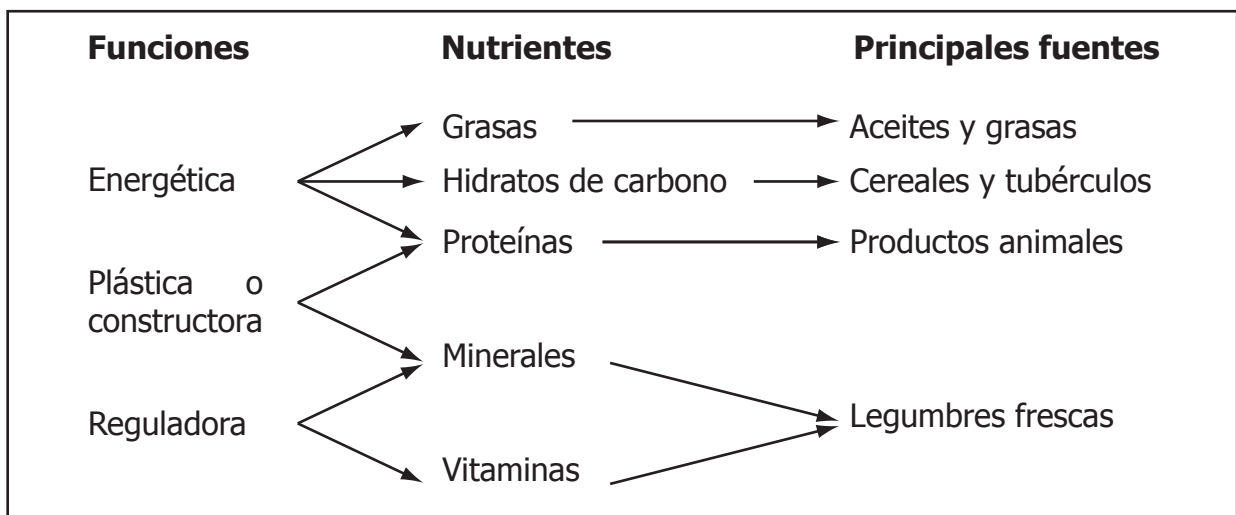 Funciones Nutrientes Principales fuentes
Grasas Aceites y grasas
Energética Hidratos de carbono Cereales y tubérculos
Proteínas Productos animales
Plástica o
constructora
Minerales
Reguladora Legumbres frescas
Vitaminas